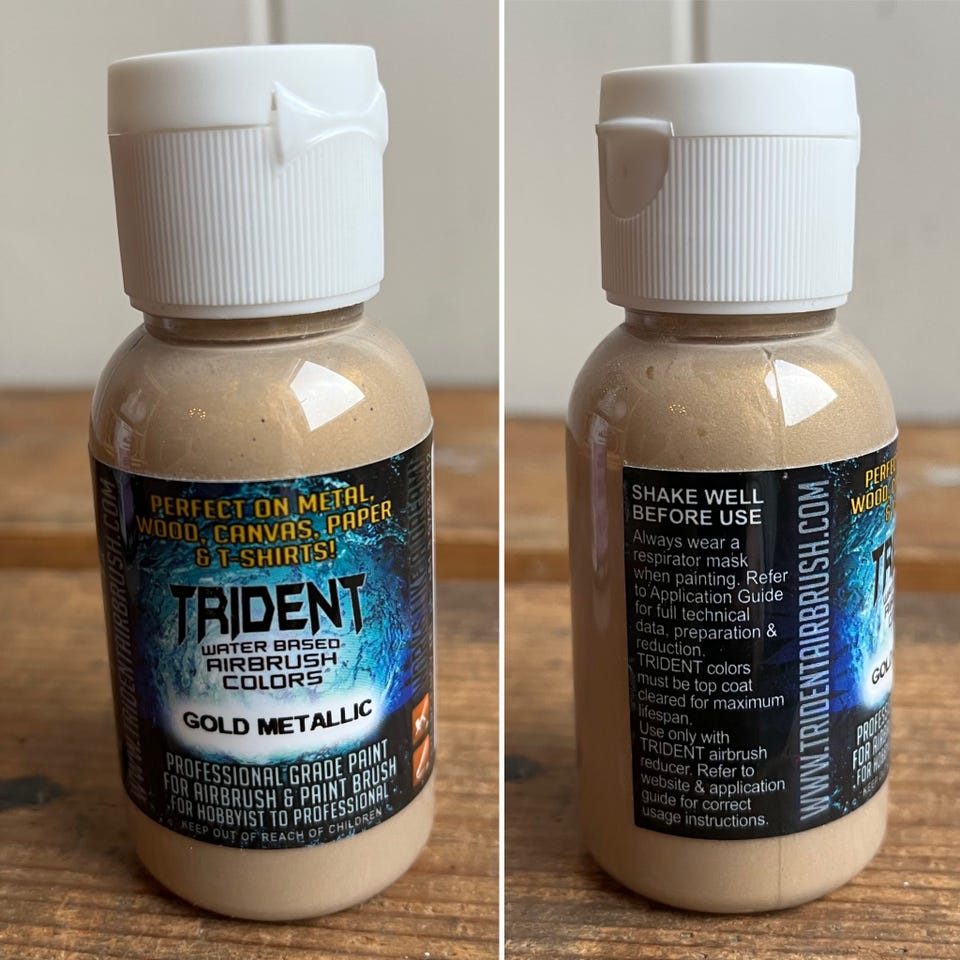 PERFECT ON METAL,
WOOD, CANVAS, PAPER
& T-SHIRTS!
TRIDENT
WATER BASED
AIRBRUSH
COLORS
GOLD METALLIC
PROFESSIONAL GRADE PAINT
FOR AIRBRUSH & PAINT BRUSH
FOR HOBBYIST TO PROFESSIONAL
KEEP OUT OF REACH OF CHILDREN
WWW.TRIDENTAIRBRUSH.COM
SHAKE WELL
BEFORE USE
Always wear a
respirator mask
when painting. Refer
to Application Guide
for full technical
data, preparation &
reduction.
TRIDENT colors
must be top coat
cleared for maximum
lifespan.
Use only with
TRIDENT airbrush
reducer. Refer to
website & application
guide for correct
usage instructions.
WWW.TRIDENTAIRBRUSH.COM